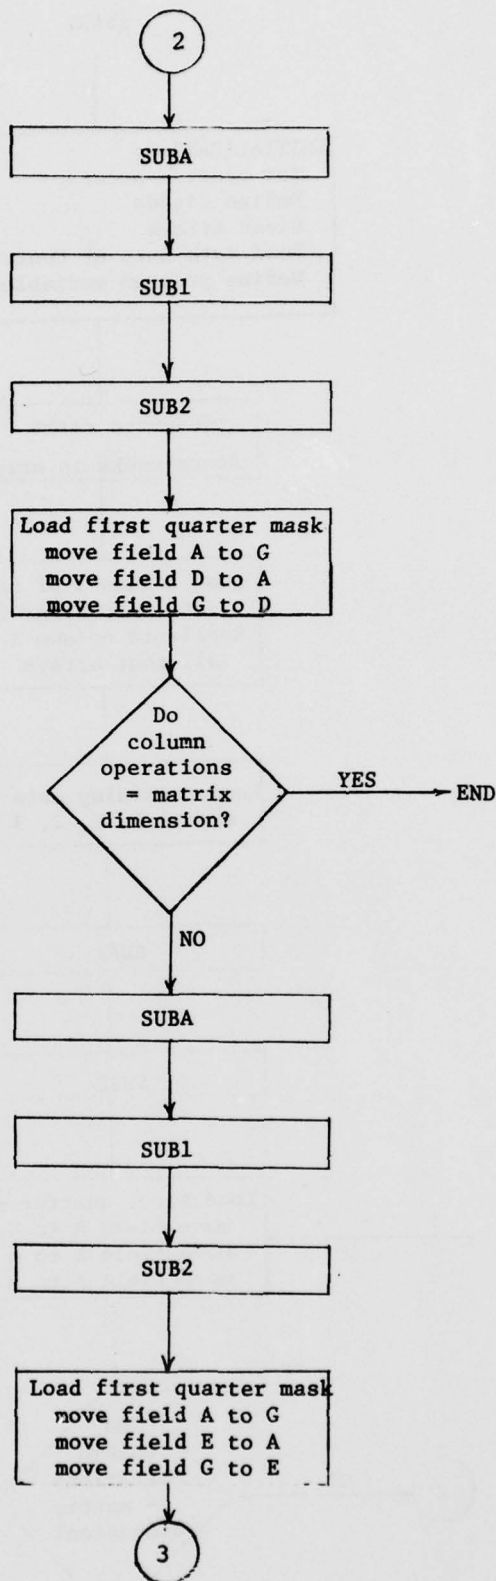 2
SUBA
SUB1
SUB2
Load first quarter mask
move field A to G
move field D to A
move field G to D
Do
column
operations
= matrix
dimension?
YES
END
NO
SUBA
SUB1
SUB2
Load first quarter mask
move field A to G
move field E to A
move field G to E
3